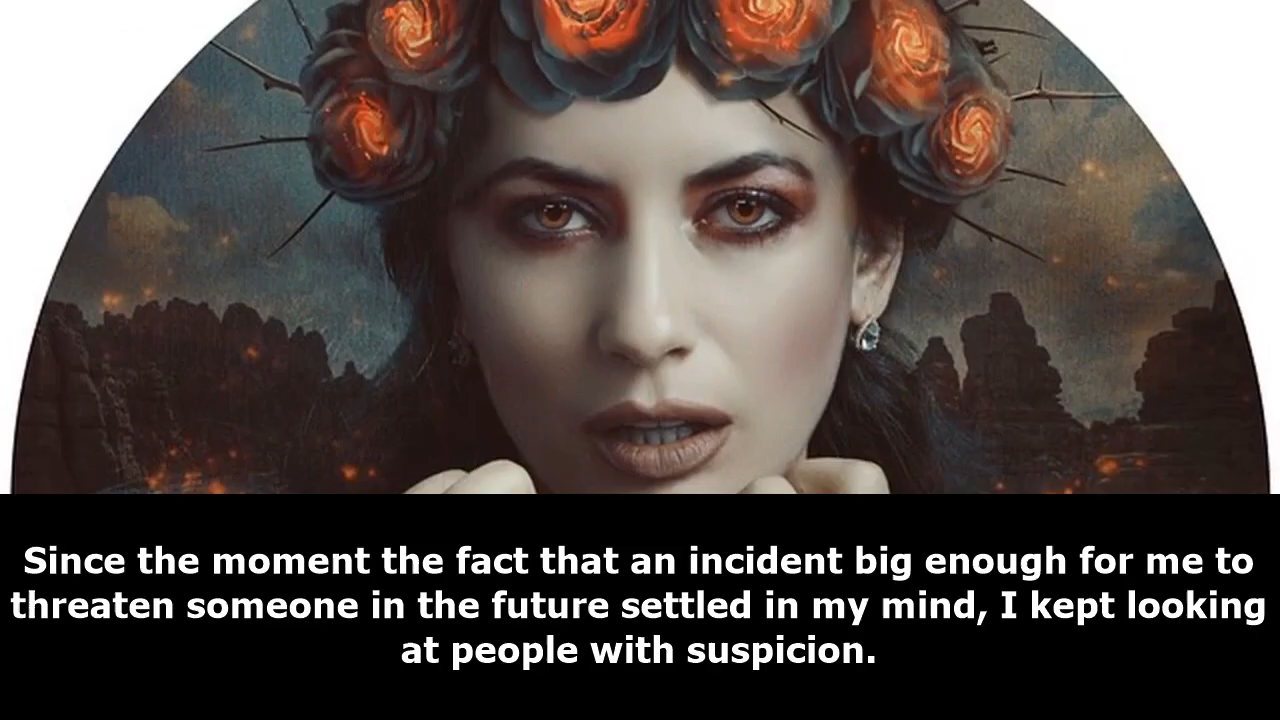 Since the moment the fact that an incident big enough for me to
threaten someone in the future settled in my mind, I kept looking
at people with suspicion.